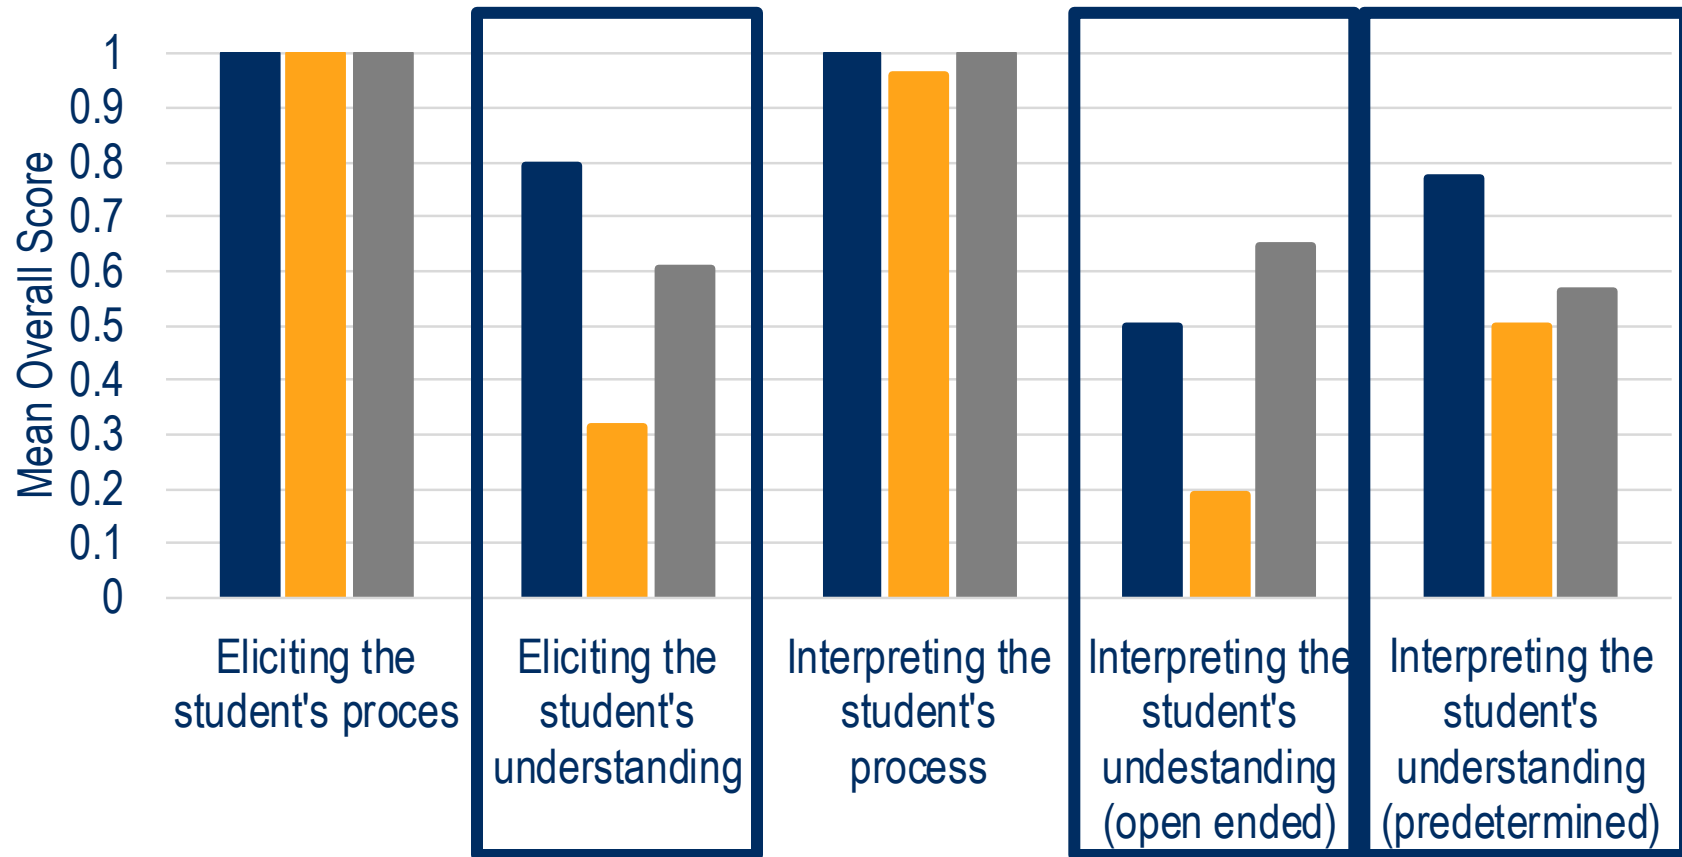 Mean Overall Score
1
0.9
0.8
0.7
0.6
0.5
0.4
0.3
0.2
0.1
0
Eliciting the
student's proces
Eliciting the
student's
understanding
Interpreting the
student's
process
Interpreting the
student's
undestanding
(open ended)
Interpreting the
student's
understanding
(predetermined)